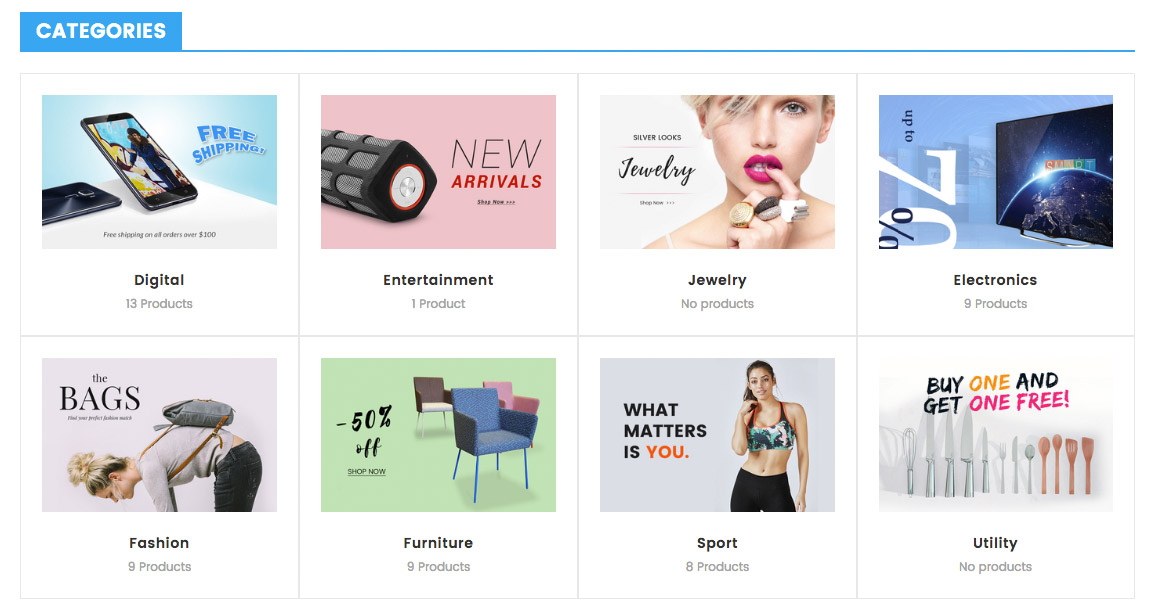 CATEGORIES
FREE
SHIPPING!
Free shipping on all orders over $100
NEW
ARRIVALS
Shop Now >>>
SILVER LOOKS
Jewelry
Shop Now >>>
up to
70
%
SMART
Digital
13 Products
Entertainment
1 Product
Jewelry
No products
Electronics
9 Products
the
BAGS
Find your perfect fashion match
-50%
off
SHOP NOW
WHAT
MATTERS
IS YOU.
BUY ONE AND
GET ONE FREE!
Fashion
9 Products
Furniture
9 Products
Sport
8 Products
Utility
No products